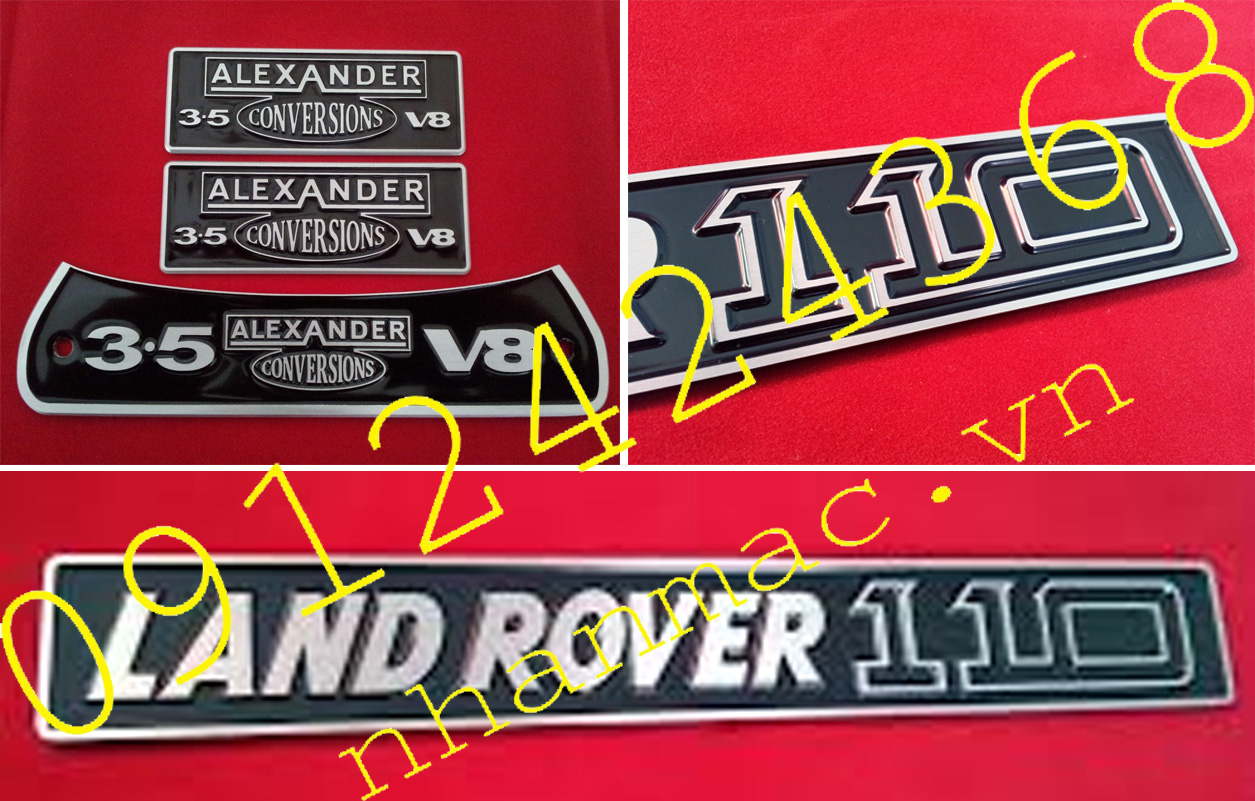 ALEXANDER
3·5 CONVERSIONS V8
ALEXANDER
3·5 CONVERSIONS V8
ALEXANDER
3·5 CONVERSIONS V8
R 110
LAND ROVER 110
0912424368
nhanmac.vn